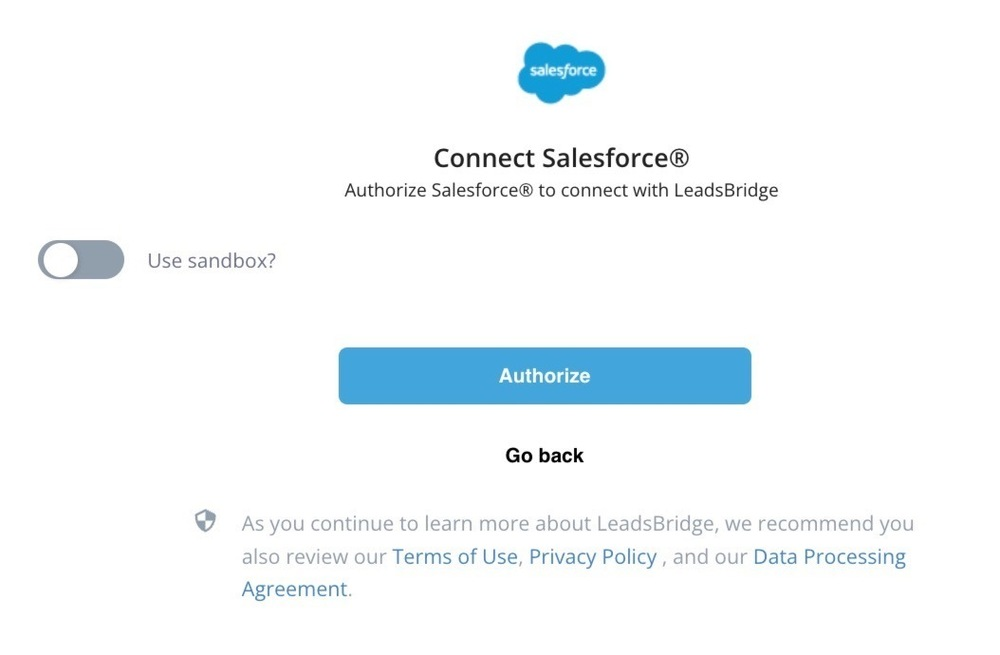 salesforce
Connect Salesforce®
Authorize Salesforce® to connect with LeadsBridge
Use sandbox?
Authorize
Go back
As you continue to learn more about LeadsBridge, we recommend you
also review our Terms of Use, Privacy Policy , and our Data Processing
Agreement.